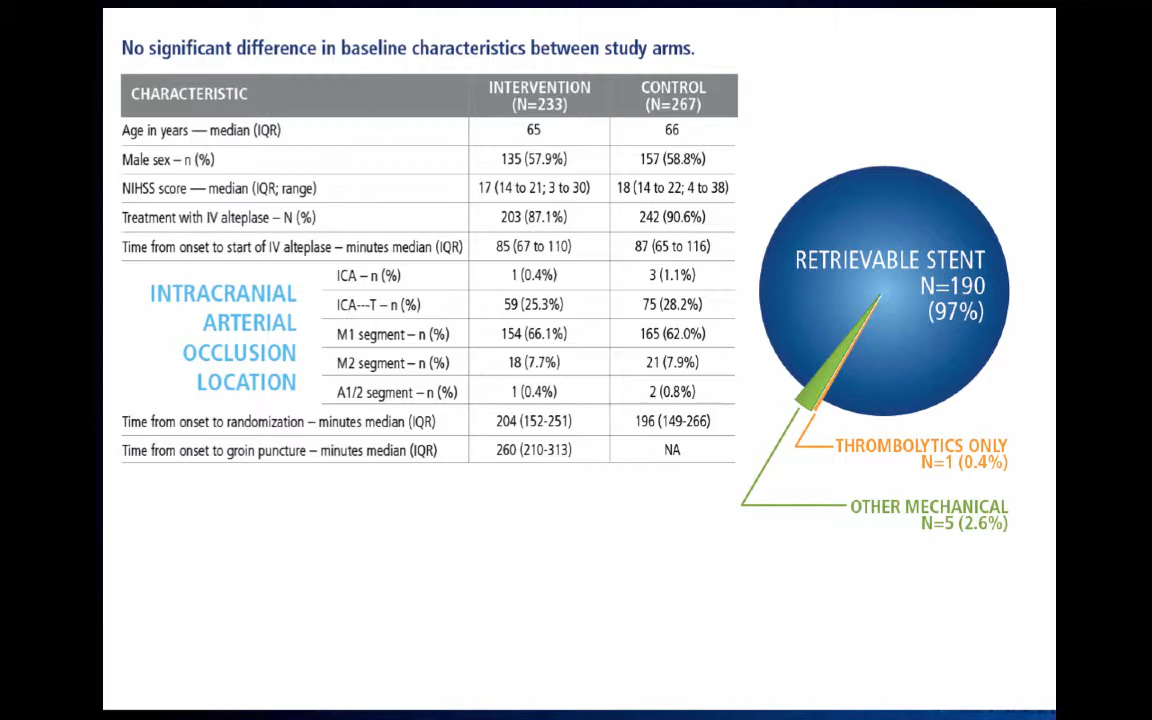 No significant difference in baseline characteristics between study arms.
CHARACTERISTIC INTERVENTION (N=233) CONTROL (N=267)
Age in years — median (IQR) 65 66
Male sex – n (%) 135 (57.9%) 157 (58.8%)
NIHSS score — median (IQR; range) 17 (14 to 21; 3 to 30) 18 (14 to 22; 4 to 38)
Treatment with IV alteplase – N (%) 203 (87.1%) 242 (90.6%)
Time from onset to start of IV alteplase – minutes median (IQR) 85 (67 to 110) 87 (65 to 116)
INTRACRANIAL
ARTERIAL
OCCLUSION
LOCATION
ICA – n (%) 1 (0.4%) 3 (1.1%)
ICA---T – n (%) 59 (25.3%) 75 (28.2%)
M1 segment – n (%) 154 (66.1%) 165 (62.0%)
M2 segment – n (%) 18 (7.7%) 21 (7.9%)
A1/2 segment – n (%) 1 (0.4%) 2 (0.8%)
Time from onset to randomization – minutes median (IQR) 204 (152-251) 196 (149-266)
Time from onset to groin puncture – minutes median (IQR) 260 (210-313) NA
RETRIEVABLE STENT
N=190
(97%)
THROMBOLYTICS ONLY
N=1 (0.4%)
OTHER MECHANICAL
N=5 (2.6%)